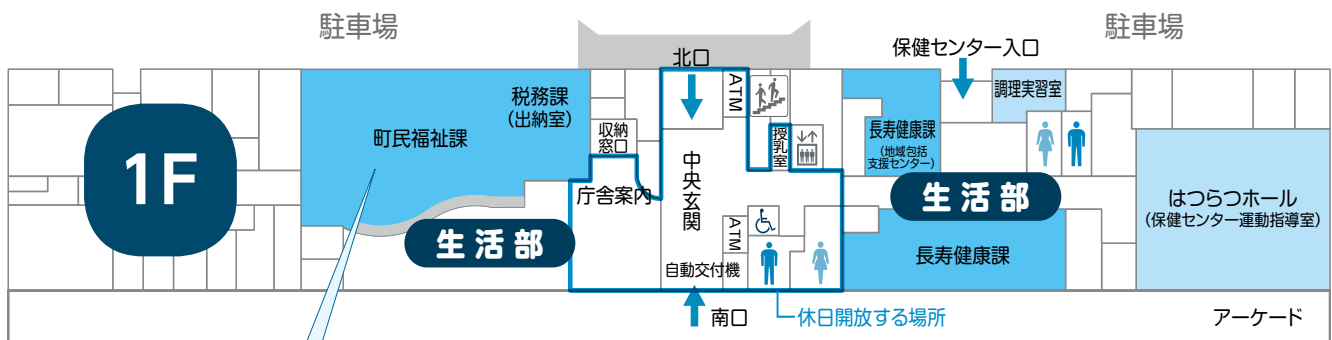 駐車場
駐車場
北口
保健センター入口
ATM
調理実習室
税務課
(出納室)
町民福祉課
収納
窓口
授乳室
長寿健康課
(地域包括
支援センター)
1F
中央玄関
庁舎案内
生活部
生活部
はつらつホール
(保健センター運動指導室)
ATM
長寿健康課
自動交付機
南口
休日開放する場所
アーケード